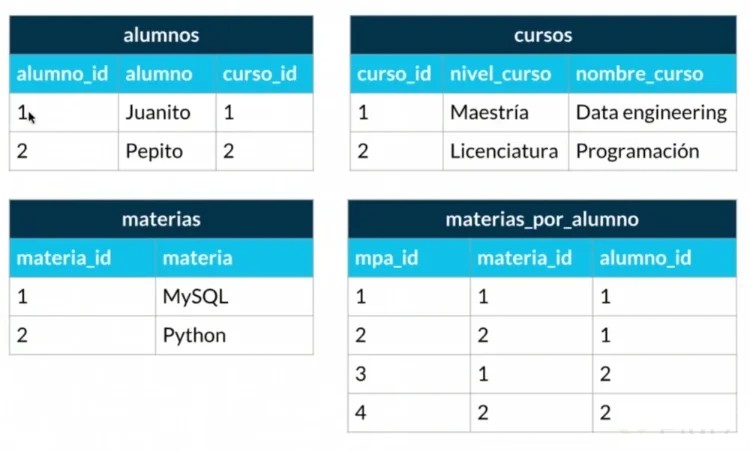 alumnos
alumno_id alumno curso_id
1 Juanito 1
2 Pepito 2
cursos
curso_id nivel_curso nombre_curso
1 Maestría Data engineering
2 Licenciatura Programación
materias
materia_id materia
1 MySQL
2 Python
materias_por_alumno
mpa_id materia_id alumno_id
1 1 1
2 2 1
3 1 2
4 2 2